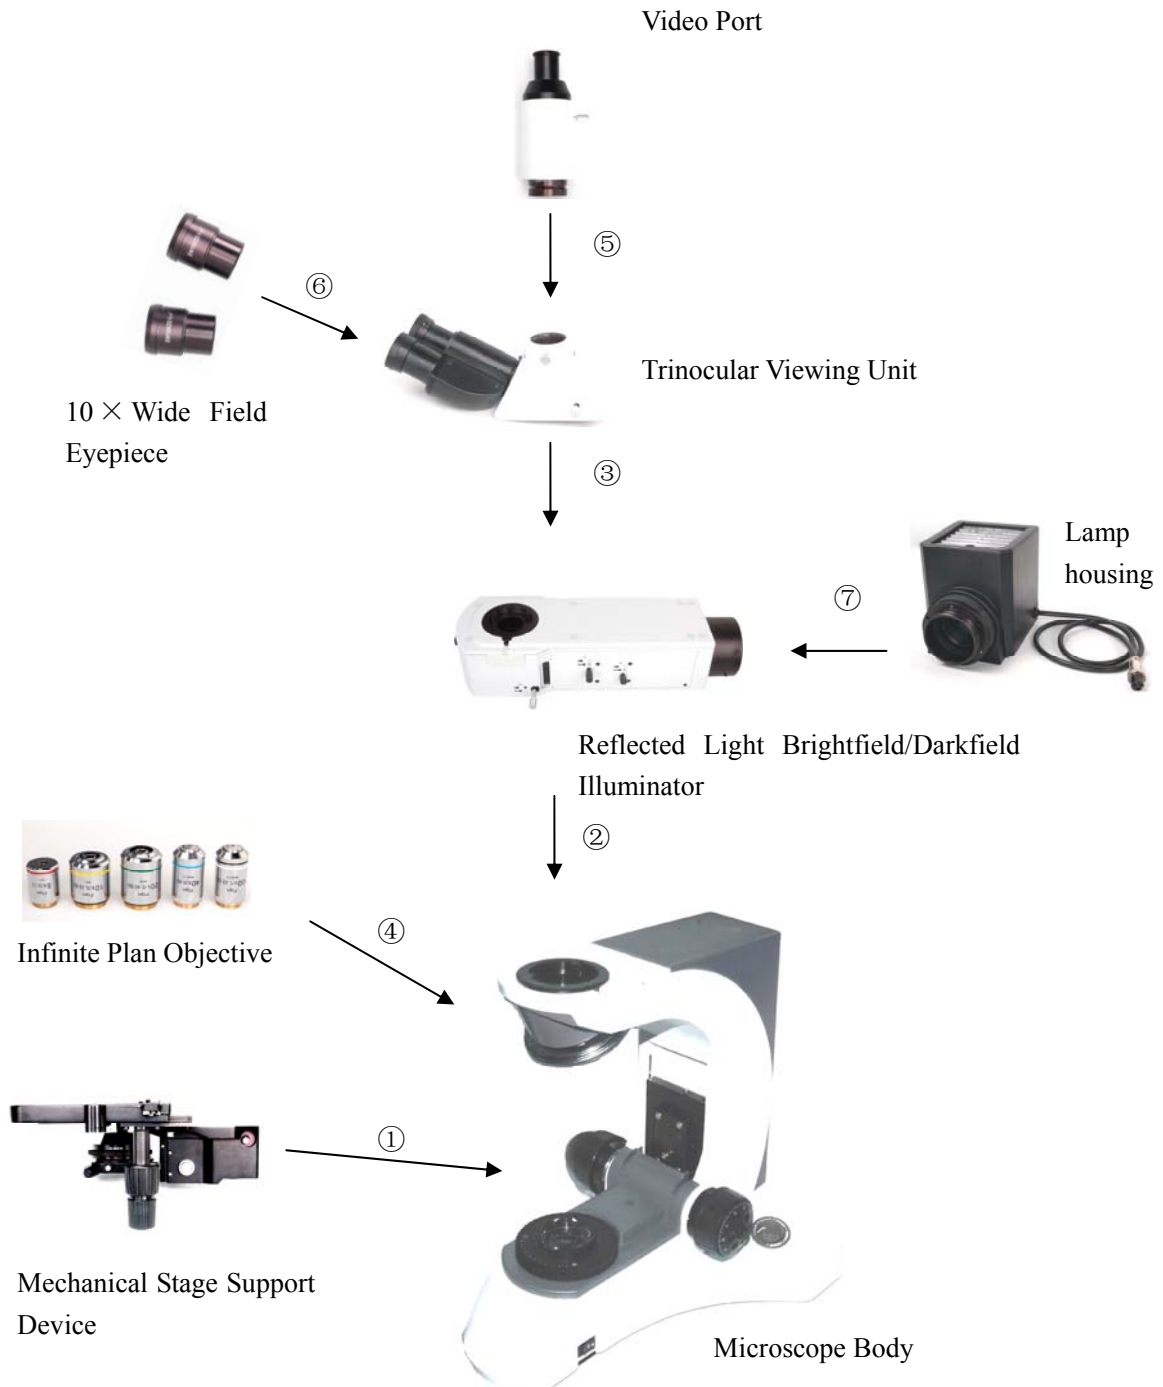 Video Port
⑤
⑥
Trinocular Viewing Unit
10 × Wide Field
Eyepiece
③
Lamp
housing
⑦
Reflected Light Brightfield/Darkfield
Illuminator
②
④
Infinite Plan Objective
①
Mechanical Stage Support
Device
Microscope Body